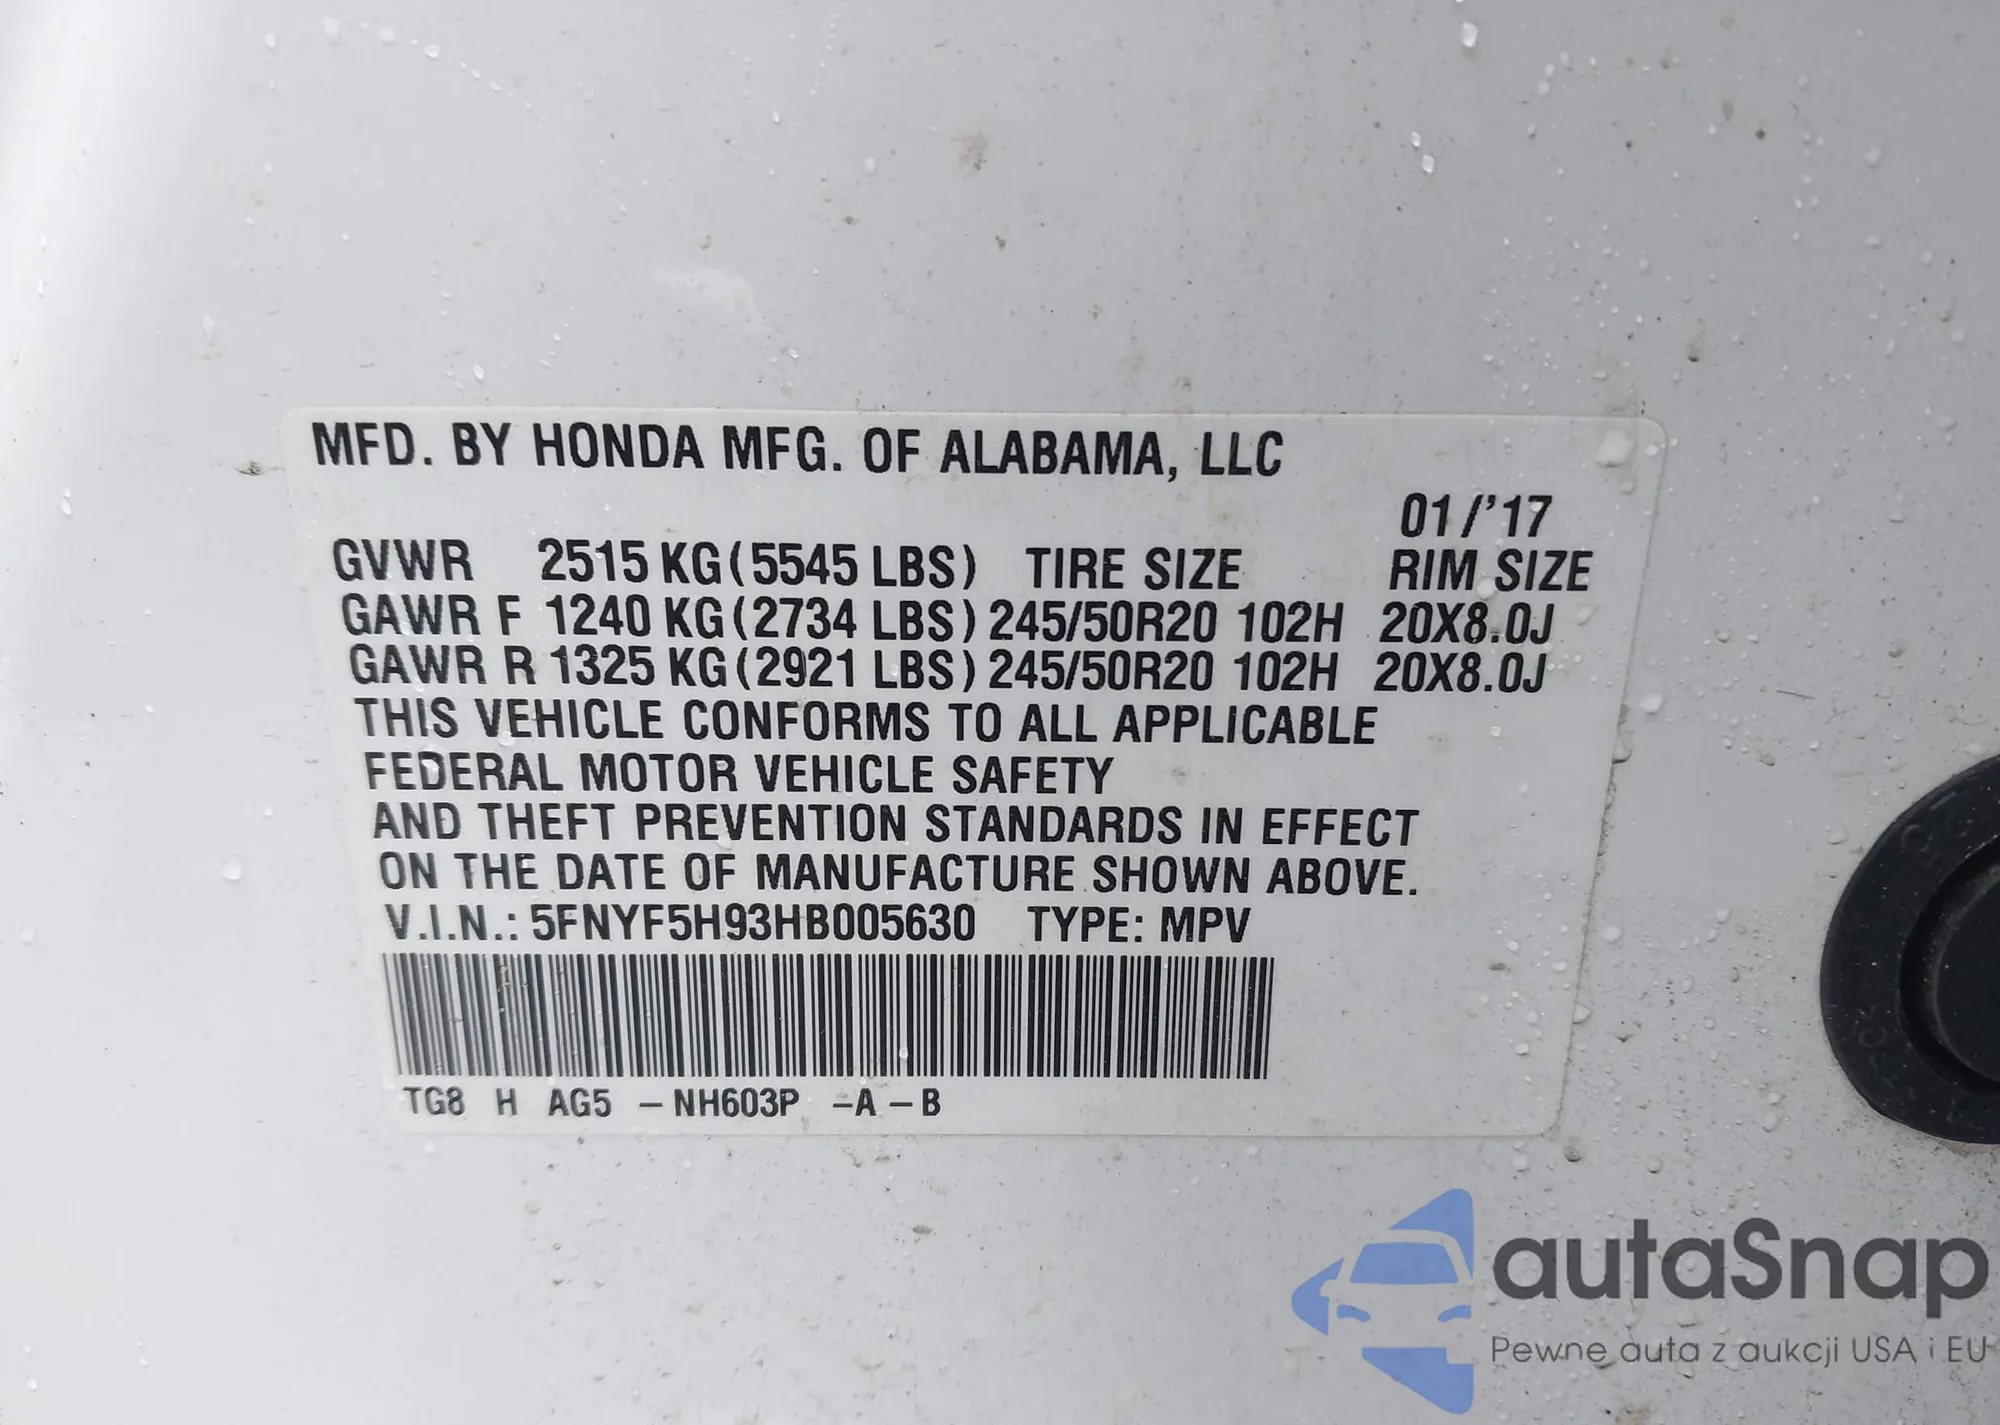 MFD. BY HONDA MFG. OF ALABAMA, LLC
01/'17
GVWR 2515 KG (5545 LBS) TIRE SIZE RIM SIZE
GAWR F 1240 KG (2734 LBS) 245/50R20 102H 20X8.0J
GAWR R 1325 KG (2921 LBS) 245/50R20 102H 20X8.0J
THIS VEHICLE CONFORMS TO ALL APPLICABLE
FEDERAL MOTOR VEHICLE SAFETY
AND THEFT PREVENTION STANDARDS IN EFFECT
ON THE DATE OF MANUFACTURE SHOWN ABOVE.
V.I.N.: 5FNYF5H93HB005630 TYPE: MPV
TG8 H AG5 -NH603P -A -B
autaSnap
Pewne auta z aukcji USA i EU